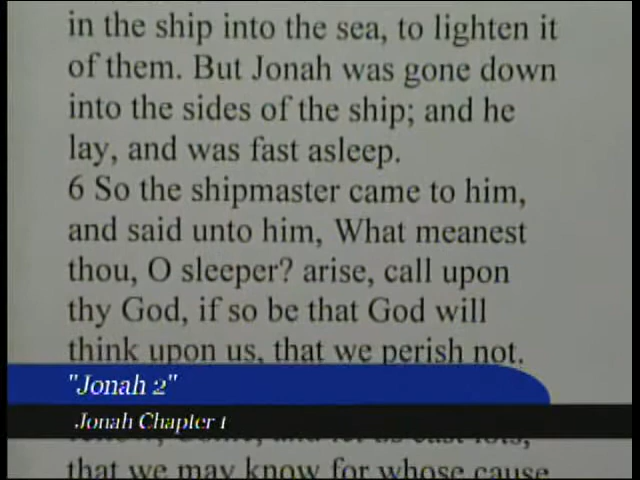 in the ship into the sea, to lighten it
of them. But Jonah was gone down
into the sides of the ship; and he
lay, and was fast asleep.
6 So the shipmaster came to him,
and said unto him, What meanest
thou, O sleeper? arise, call upon
thy God, if so be that God will
think upon us, that we perish not.
"Jonah 2"
Jonah Chapter 1
that we may know for whose cause